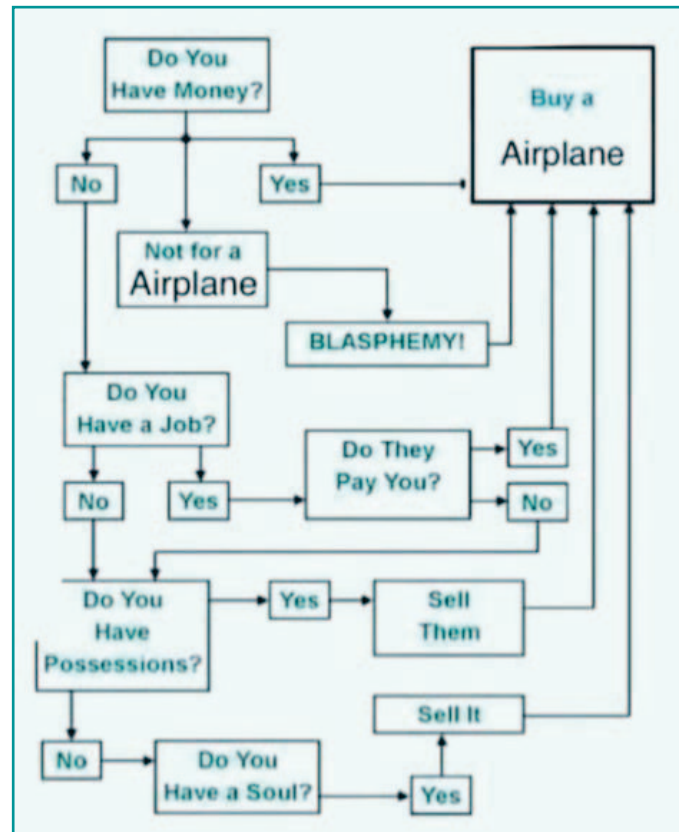 Do You
Have Money?
Buy a
Airplane
No
Yes
Not for a
Airplane
BLASPHEMY!
Do You
Have a Job?
Do They
Pay You?
Yes
No
Yes
No
Do You
Have
Possessions?
Yes
Sell
Them
Sell It
No
Do You
Have a Soul?
Yes